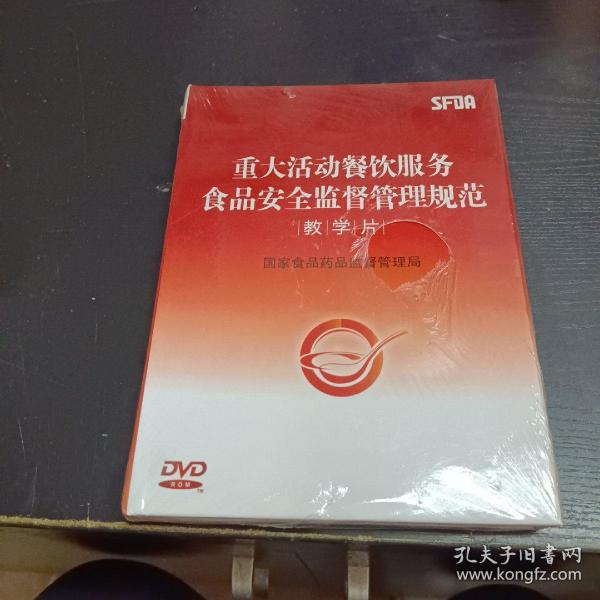 SFDA
重大活动餐饮服务
食品安全监督管理规范
教学片
国家食品药品监督管理局
DVD
ROM
TM
孔夫子旧书网
www.kongfz.com